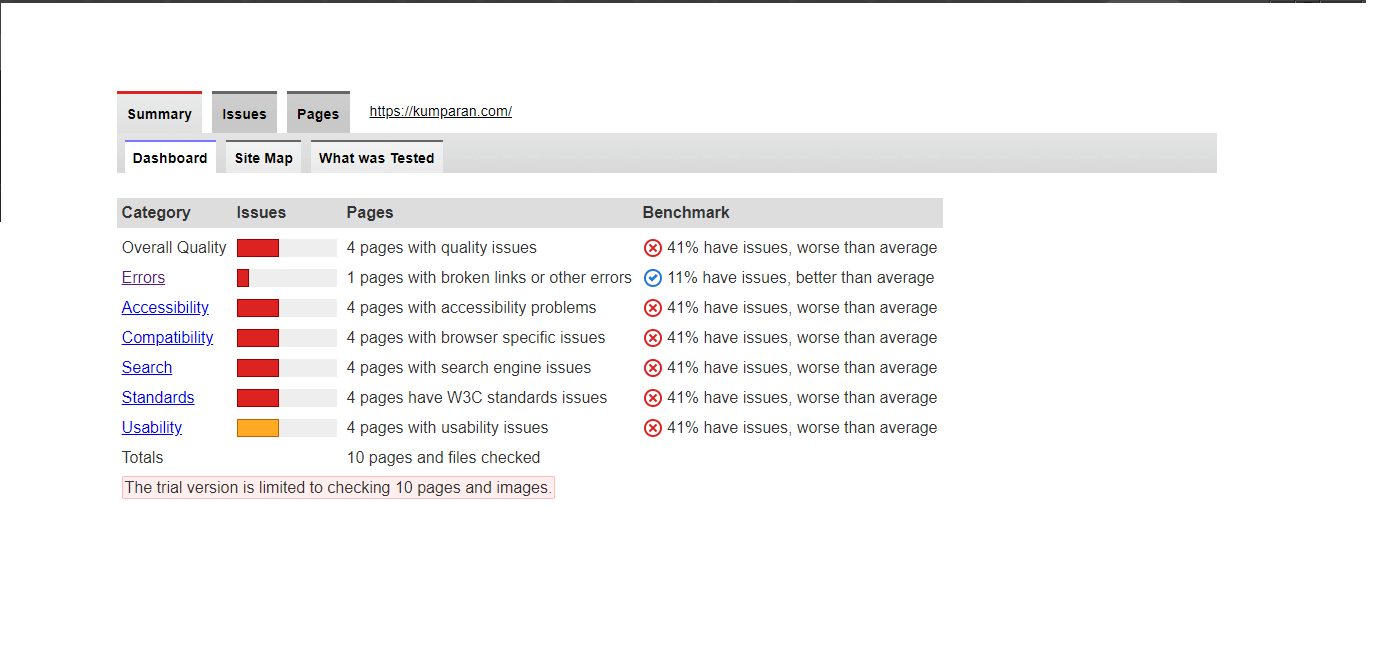 Summary Issues Pages https://kumparan.com/
Dashboard Site Map What was Tested
Category Issues Pages Benchmark
Overall Quality 4 pages with quality issues 41% have issues, worse than average
Errors 1 pages with broken links or other errors 11% have issues, better than average
Accessibility 4 pages with accessibility problems 41% have issues, worse than average
Compatibility 4 pages with browser specific issues 41% have issues, worse than average
Search 4 pages with search engine issues 41% have issues, worse than average
Standards 4 pages have W3C standards issues 41% have issues, worse than average
Usability 4 pages with usability issues 41% have issues, worse than average
Totals 10 pages and files checked
The trial version is limited to checking 10 pages and images.